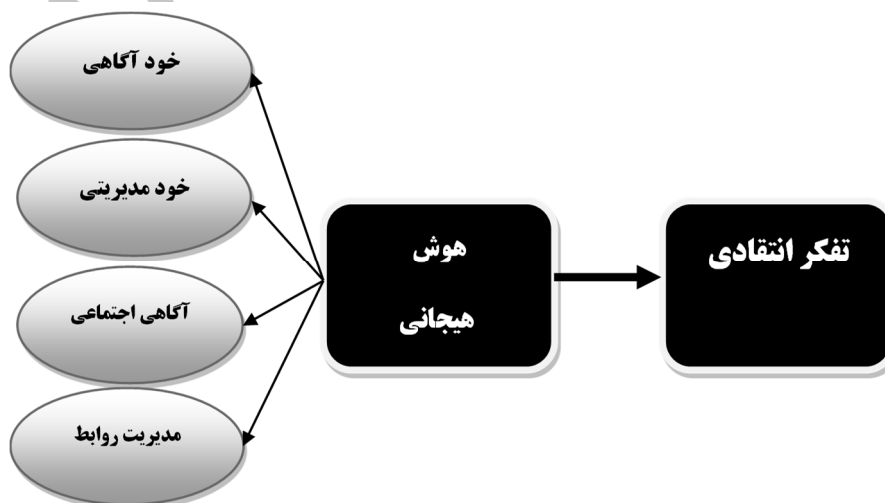 خود آگاهی
خود مدیریتی
آگاهی اجتماعی
مدیریت روابط
هوش
هیجانی
تفکر انتقادی